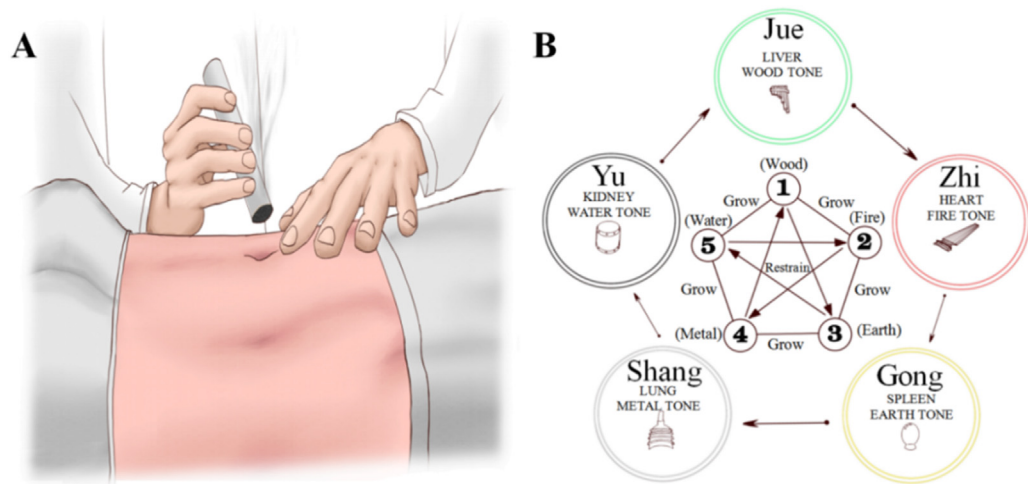 A
B
Jue
LIVER
WOOD TONE
Yu
KIDNEY
WATER TONE
Zhi
HEART
FIRE TONE
(Wood)
1
Grow
Grow
(Water)
(Fire)
5
2
Restrain
Grow
Grow
(Metal)
4
3
(Earth)
Grow
Shang
LUNG
METAL TONE
Gong
SPLEEN
EARTH TONE